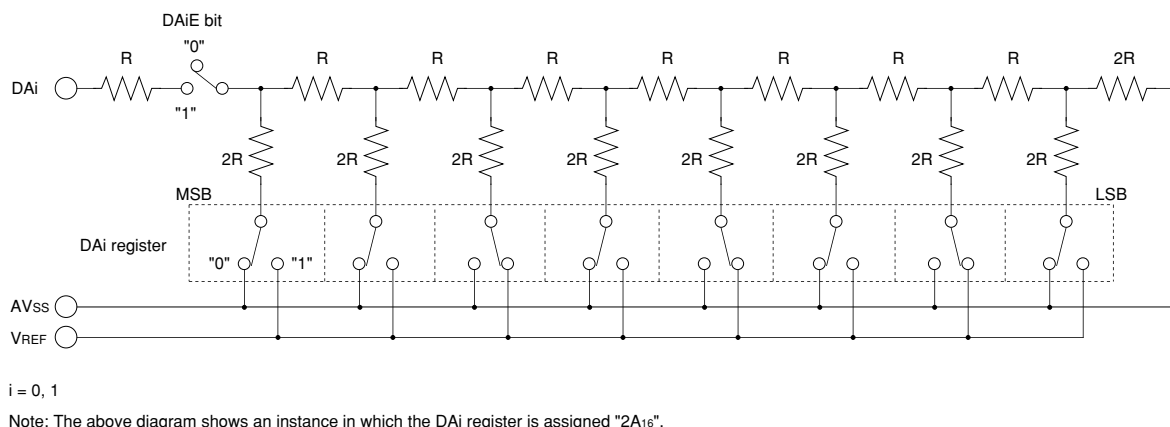 DAiE bit
"0"
R R R R R R R R 2R
DAi
"1"
2R 2R 2R 2R 2R 2R 2R 2R
MSB LSB
DAi register
"0" "1"
AVSS
VREF
i = 0, 1
Note: The above diagram shows an instance in which the DAi register is assigned "2A16".